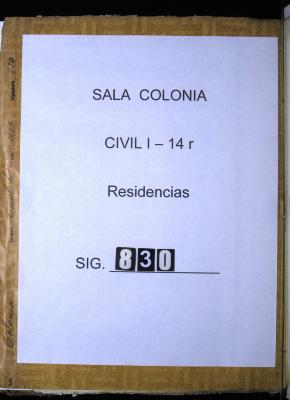 SALA COLONIA
CIVIL I – 14 r
Residencias
SIG. 830